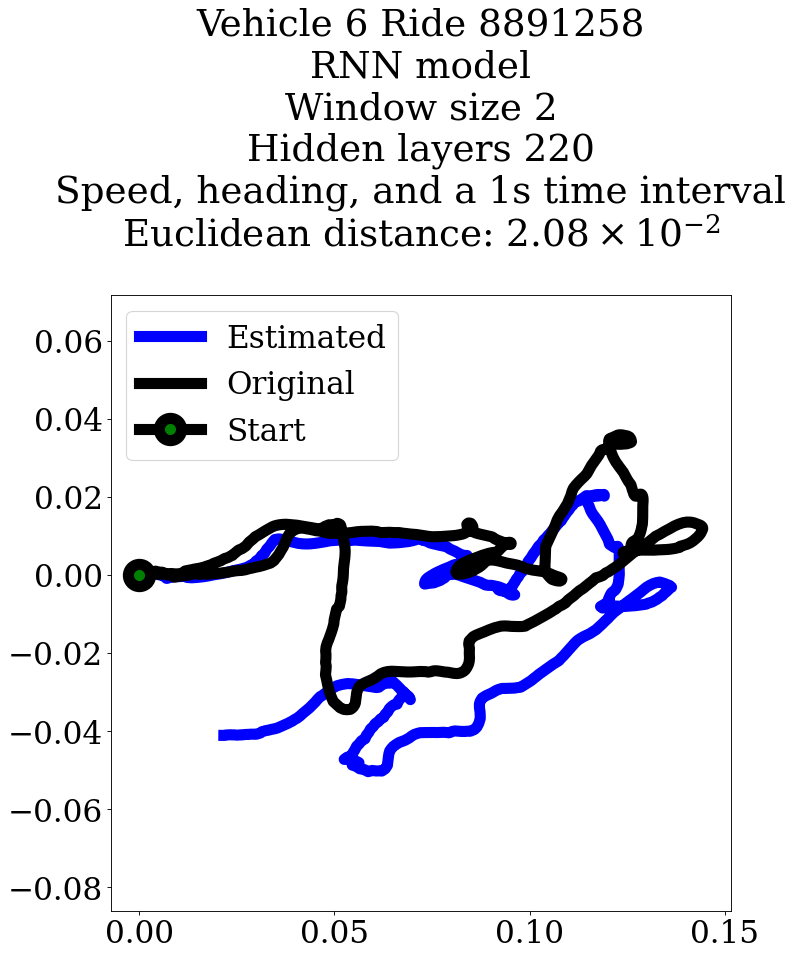 Vehicle 6 Ride 8891258
RNN model
Window size 2
Hidden layers 220
Speed, heading, and a 1s time interval
Euclidean distance: 2.08 × 10⁻²
Estimated
Original
Start
0.06
0.04
0.02
0.00
−0.02
−0.04
−0.06
−0.08
0.00 0.05 0.10 0.15